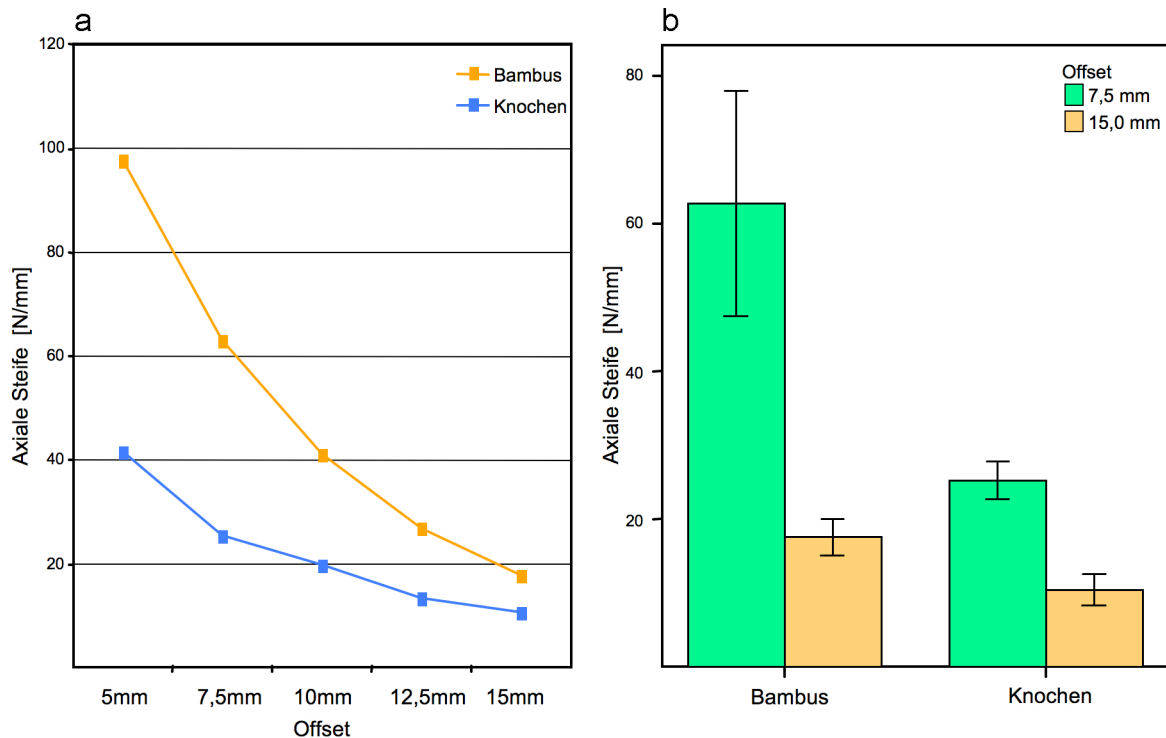 a
120
100
80
60
40
20
Axiale Steife [N/mm]
Bambus
Knochen
5mm
7,5mm
10mm
12,5mm
15mm
Offset
b
80
60
40
20
Axiale Steife [N/mm]
Offset
7,5 mm
15,0 mm
Bambus
Knochen